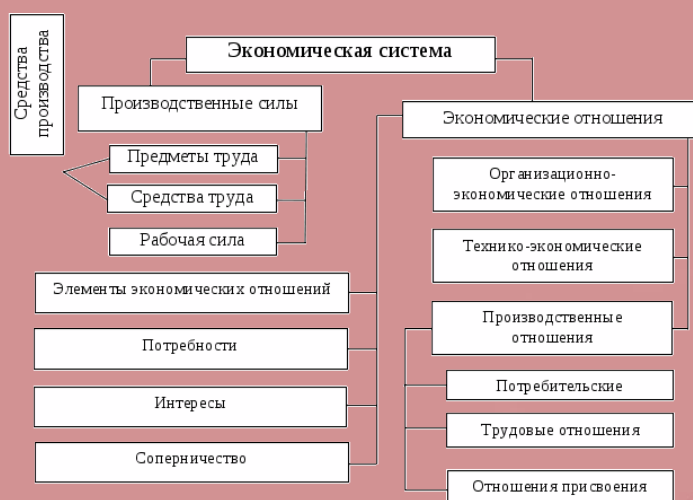 Средства
производства
Экономическая система
Производственные силы
Экономические отношения
Предметы труда
Средства труда
Рабочая сила
Организационно-
экономические отношения
Технико-экономические
отношения
Элементы экономических отношений
Производственные
отношения
Потребности
Потребительские
Интересы
Трудовые отношения
Соперничество
Отношения присвоения